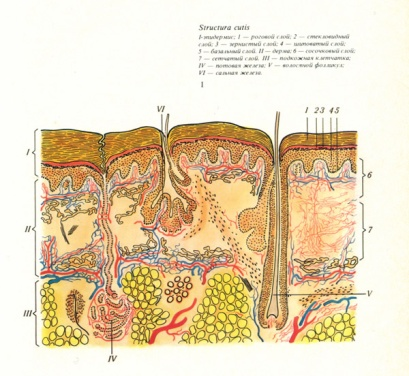 Structura cutis
I-эпидермис: 1 — роговой слой; 2 — стекловидный
слой; 3 — зернистый слой; 4 — шиповатый слой;
5 — базальный слой. II — дерма: 6 — сосочковый слой;
7 — сетчатый слой. III — подкожная клетчатка;
IV — потовая железа; V — волосяной фолликул;
VI — сальная железа.
1
VI
1 2 3 4 5
I
6
II
7
V
III
IV